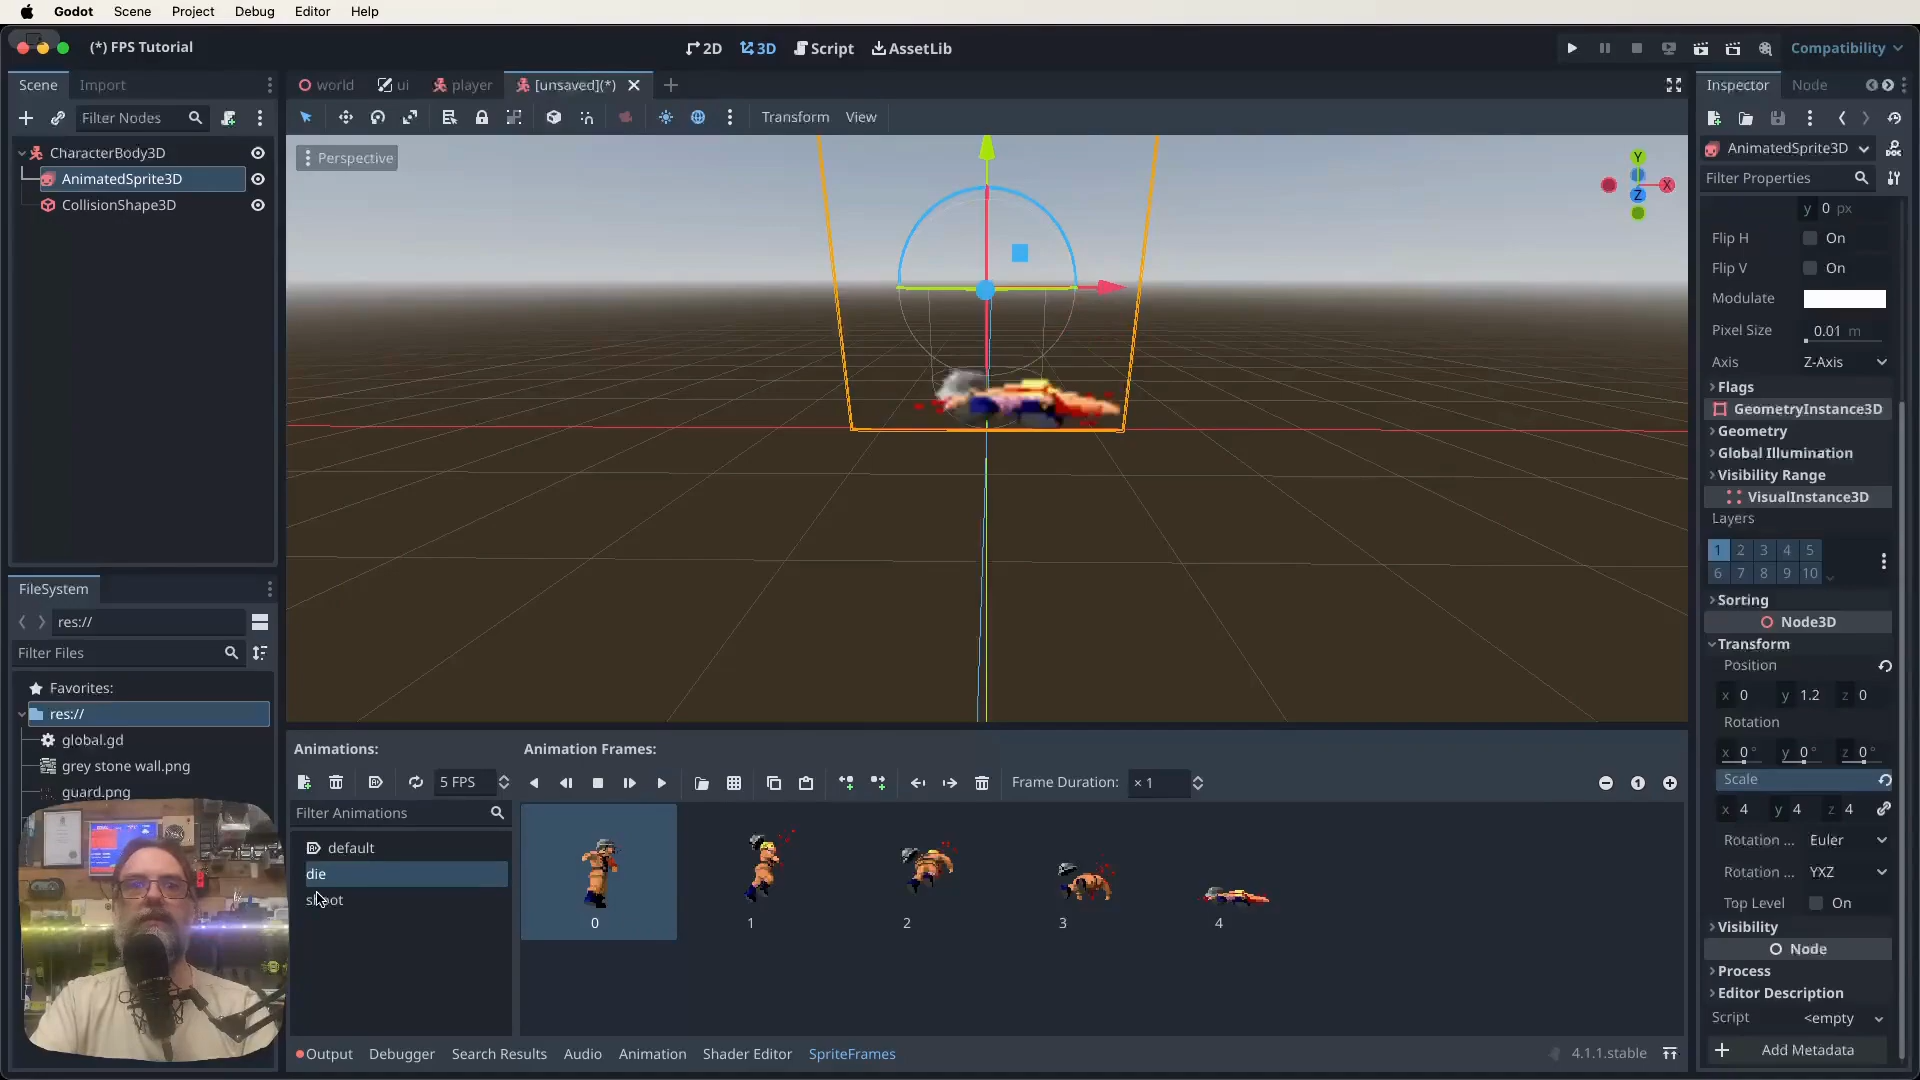 Godot Scene Project Debug Editor Help
(*) FPS Tutorial
2D 3D Script AssetLib
Compatibility
Scene Import
world ui player [unsaved](*)
Inspector Node
Filter Nodes
Transform View
CharacterBody3D
AnimatedSprite3D
CollisionShape3D
Perspective
Y
X
Z
AnimatedSprite3D
Filter Properties
y 0 px
Flip H On
Flip V On
Modulate
Pixel Size 0.01 m
Axis Z-Axis
Flags
GeometryInstance3D
Geometry
Global Illumination
Visibility Range
VisualInstance3D
Layers
1 2 3 4 5
6 7 8 9 10
Sorting
Node3D
Transform
Position
x 0 y 1.2 z 0
Rotation
x 0° y 0° z 0°
Scale
x 4 y 4 z 4
Rotation ... Euler
Rotation ... YXZ
Top Level On
Visibility
Node
Process
Editor Description
Script <empty
Add Metadata
FileSystem
res://
Filter Files
Favorites:
res://
global.gd
grey stone wall.png
guard.png
Animations:
Animation Frames:
5 FPS
Frame Duration: × 1
Filter Animations
default
die
0 1 2 3 4
Output Debugger Search Results Audio Animation Shader Editor SpriteFrames
4.1.1.stable